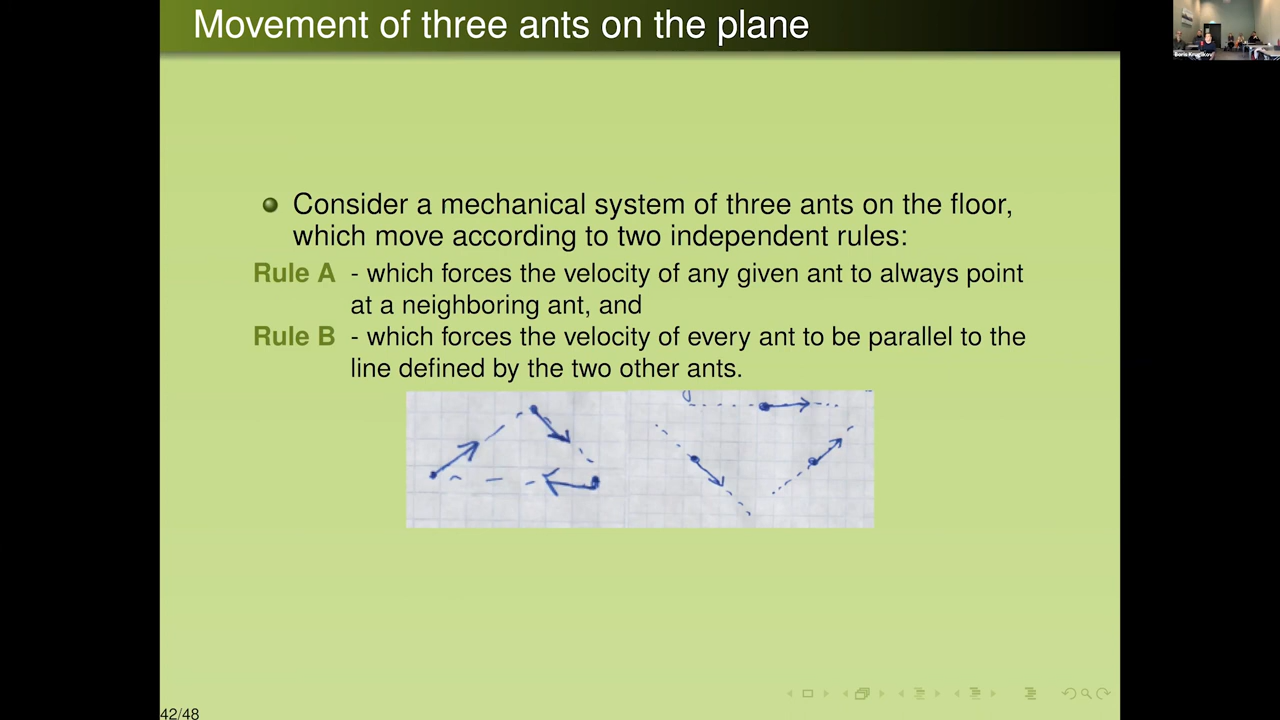 Movement of three ants on the plane
Consider a mechanical system of three ants on the floor,
which move according to two independent rules:
Rule A - which forces the velocity of any given ant to always point
at a neighboring ant, and
Rule B - which forces the velocity of every ant to be parallel to the
line defined by the two other ants.
42/48